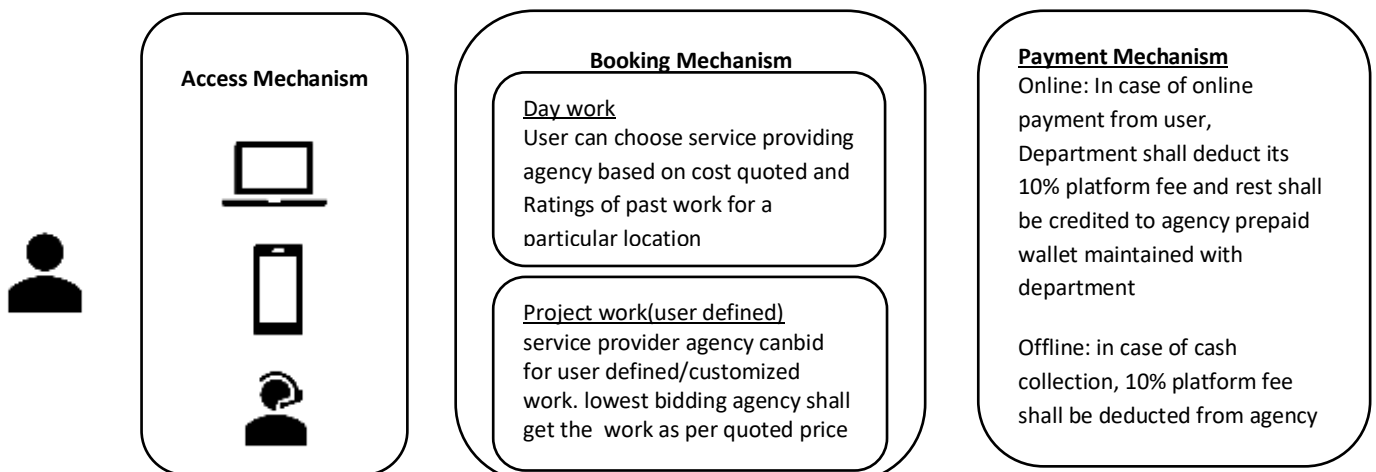 Access Mechanism
Booking Mechanism
Day work
User can choose service providing
agency based on cost quoted and
Ratings of past work for a
particular location
Project work(user defined)
service provider agency canbid
for user defined/customized
work. lowest bidding agency shall
get the work as per quoted price
Payment Mechanism
Online: In case of online
payment from user,
Department shall deduct its
10% platform fee and rest shall
be credited to agency prepaid
wallet maintained with
department
Offline: in case of cash
collection, 10% platform fee
shall be deducted from agency